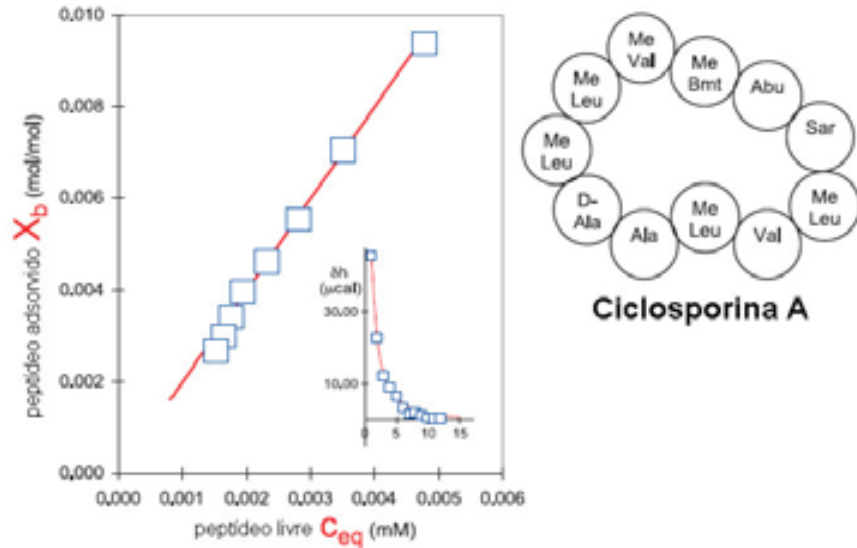 0.010
0.008
0.006
0.004
0.002
0.000
peptídeo adsorvido Xb (mol/mol)
0.000 0.001 0.002 0.003 0.004 0.005 0.006
peptídeo livre Ceq (mM)
δh
(μcal)
30,00
10,00
0 5 10 15
Me
Val
Me
Bmt
Abu
Sar
Me
Leu
Val
Me
Leu
Ala
D-
Ala
Me
Leu
Me
Leu
Ciclosporina A